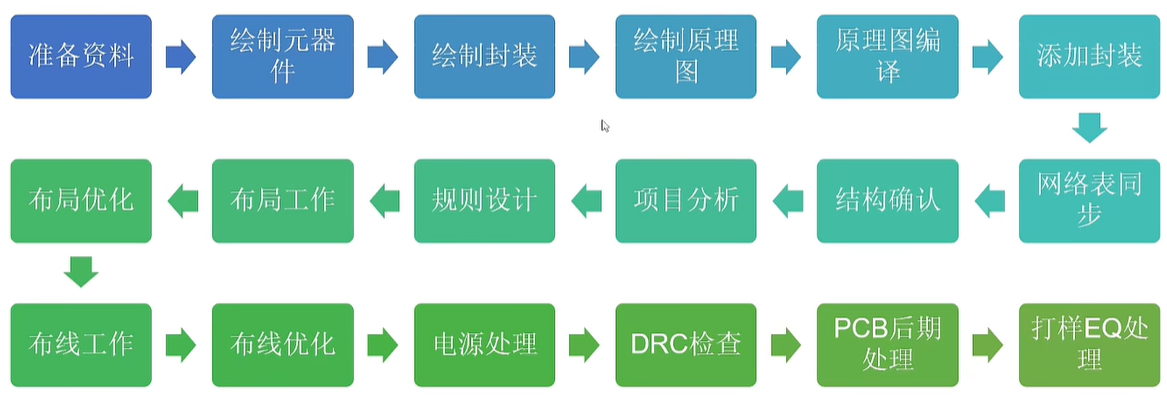 准备资料
绘制元器
件
绘制封装
绘制原理
图
原理图编
译
添加封装
网络表同
步
结构确认
项目分析
规则设计
布局工作
布局优化
布线工作
布线优化
电源处理
DRC检查
PCB后期
处理
打样EQ处
理